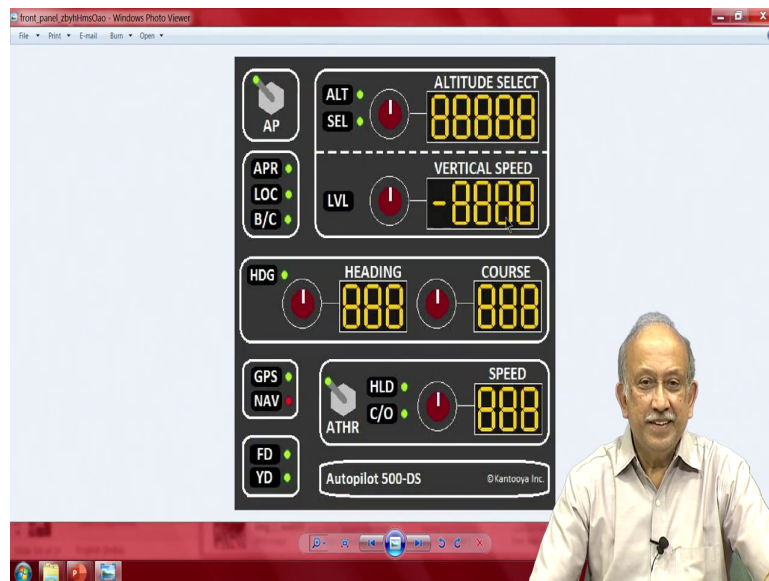 front_panel_zbyhHmsOao - Windows Photo Viewer
File Print E-mail Burn Open
AP
ALT
SEL
ALTITUDE SELECT
88888
APR
LOC
B/C
LVL
VERTICAL SPEED
-8888
HDG
HEADING
888
COURSE
888
GPS
NAV
ATHR
HLD
C/O
SPEED
888
FD
YD
Autopilot 500-DS
©Kantooya Inc.